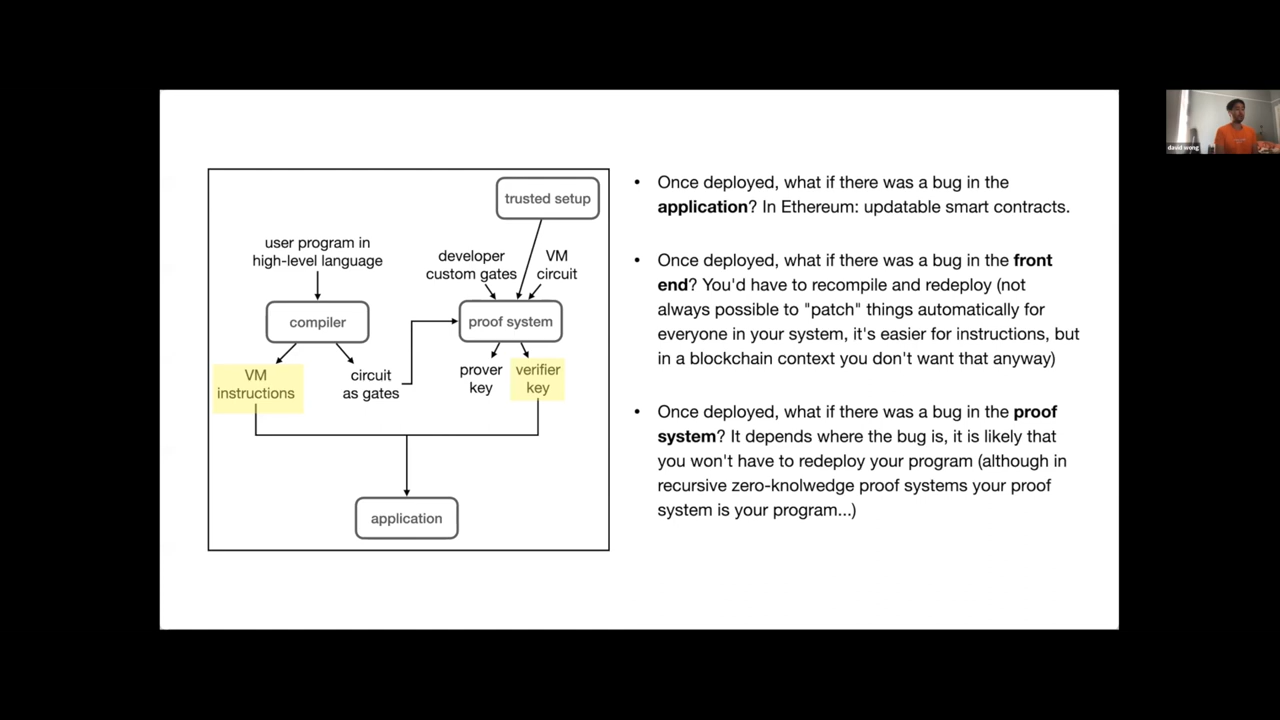 trusted setup
user program in
high-level language
developer
custom gates
VM
circuit
compiler
proof system
VM
instructions
circuit
as gates
prover
key
verifier
key
application
• Once deployed, what if there was a bug in the
application? In Ethereum: updatable smart contracts.
• Once deployed, what if there was a bug in the front
end? You'd have to recompile and redeploy (not
always possible to "patch" things automatically for
everyone in your system, it's easier for instructions, but
in a blockchain context you don't want that anyway)
• Once deployed, what if there was a bug in the proof
system? It depends where the bug is, it is likely that
you won't have to redeploy your program (although in
recursive zero-knolwedge proof systems your proof
system is your program...)
david wong